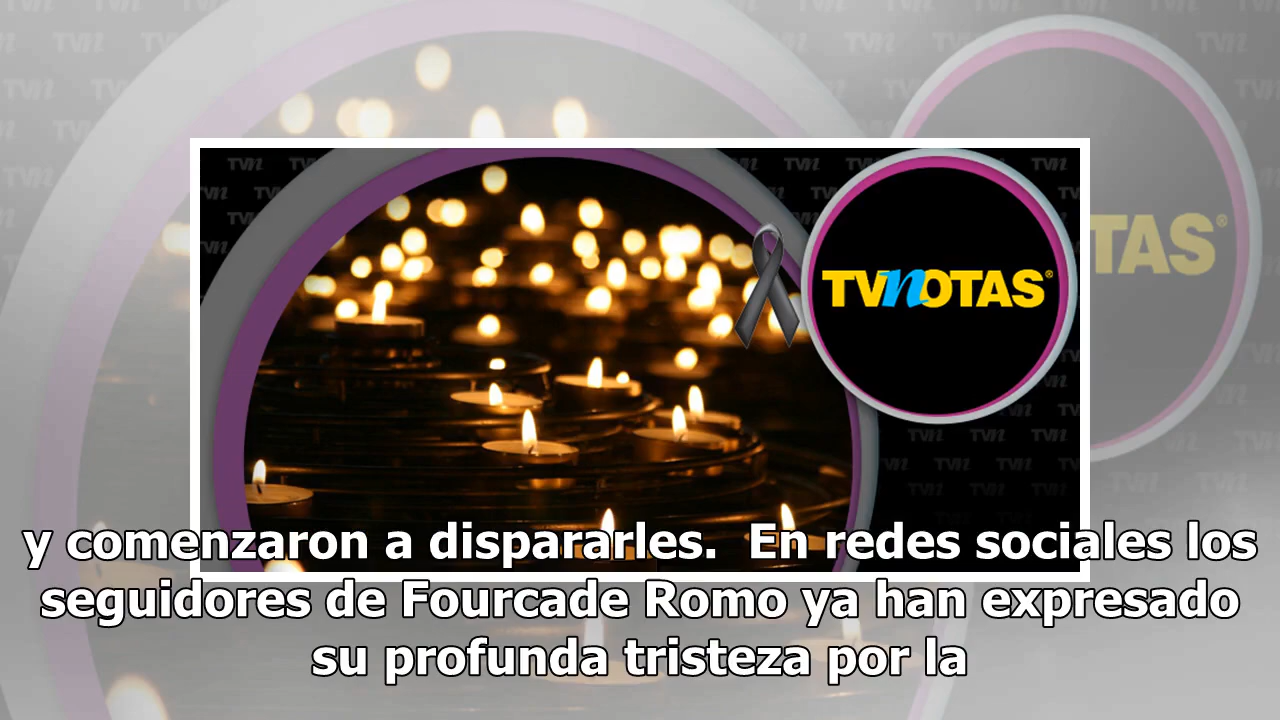 TVnOTAS®
TAS®
y comenzaron a dispararles.  En redes sociales los
seguidores de Fourcade Romo ya han expresado
su profunda tristeza por la